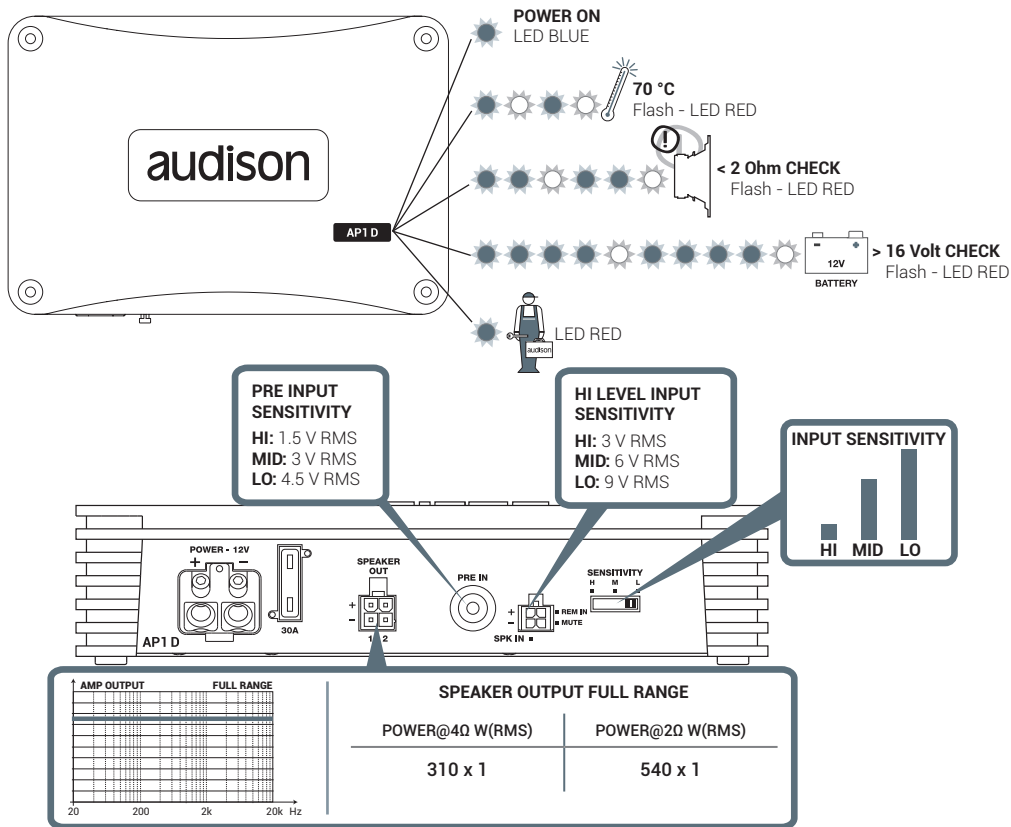 POWER ON
LED BLUE
70 °C
Flash - LED RED
!
< 2 Ohm CHECK
Flash - LED RED
audison
AP1 D
- +
12V
BATTERY
> 16 Volt CHECK
Flash - LED RED
audison
LED RED
PRE INPUT
SENSITIVITY
HI: 1.5 V RMS
MID: 3 V RMS
LO: 4.5 V RMS
HI LEVEL INPUT
SENSITIVITY
HI: 3 V RMS
MID: 6 V RMS
LO: 9 V RMS
INPUT SENSITIVITY
HI MID LO
POWER - 12V
+ -
30A
AP1 D
SPEAKER
OUT
+
-
2
PRE IN
+
-
REM IN
MUTE
SPK IN
SENSITIVITY
H M L
AMP OUTPUT FULL RANGE
20 200 2k 20k Hz
SPEAKER OUTPUT FULL RANGE
POWER@4Ω W(RMS) POWER@2Ω W(RMS)
310 x 1 540 x 1